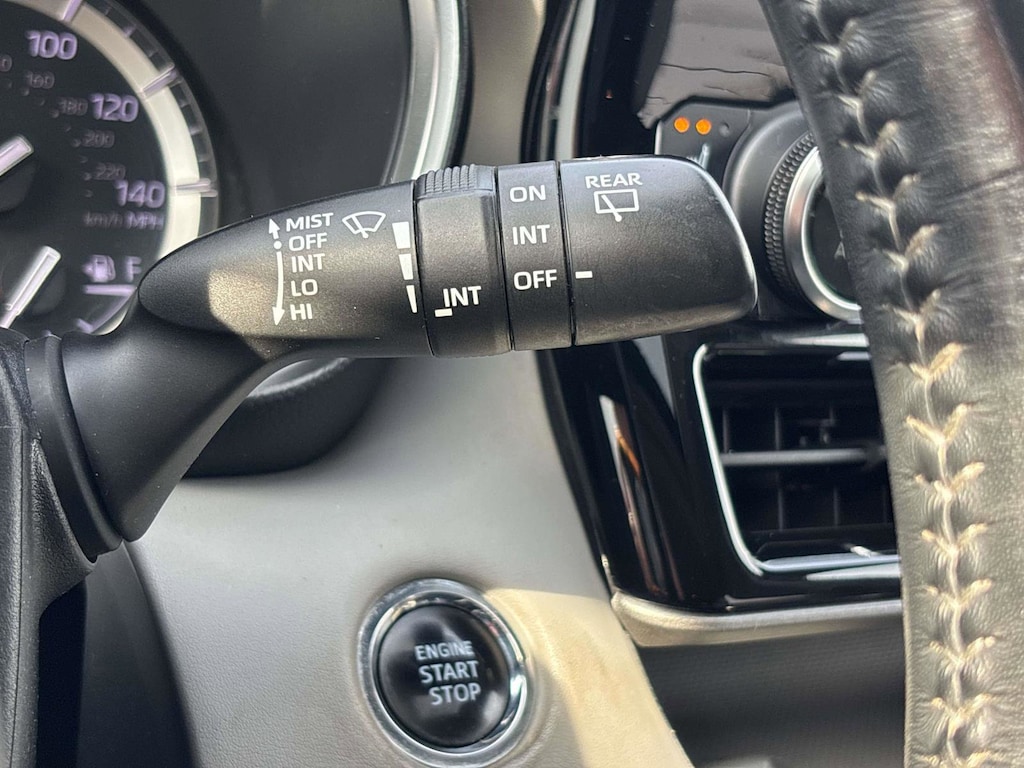 100
120
140
160
180
200
220
km/h MPH
F
MIST
OFF
INT
LO
HI
INT
ON
INT
OFF
REAR
ENGINE
START
STOP